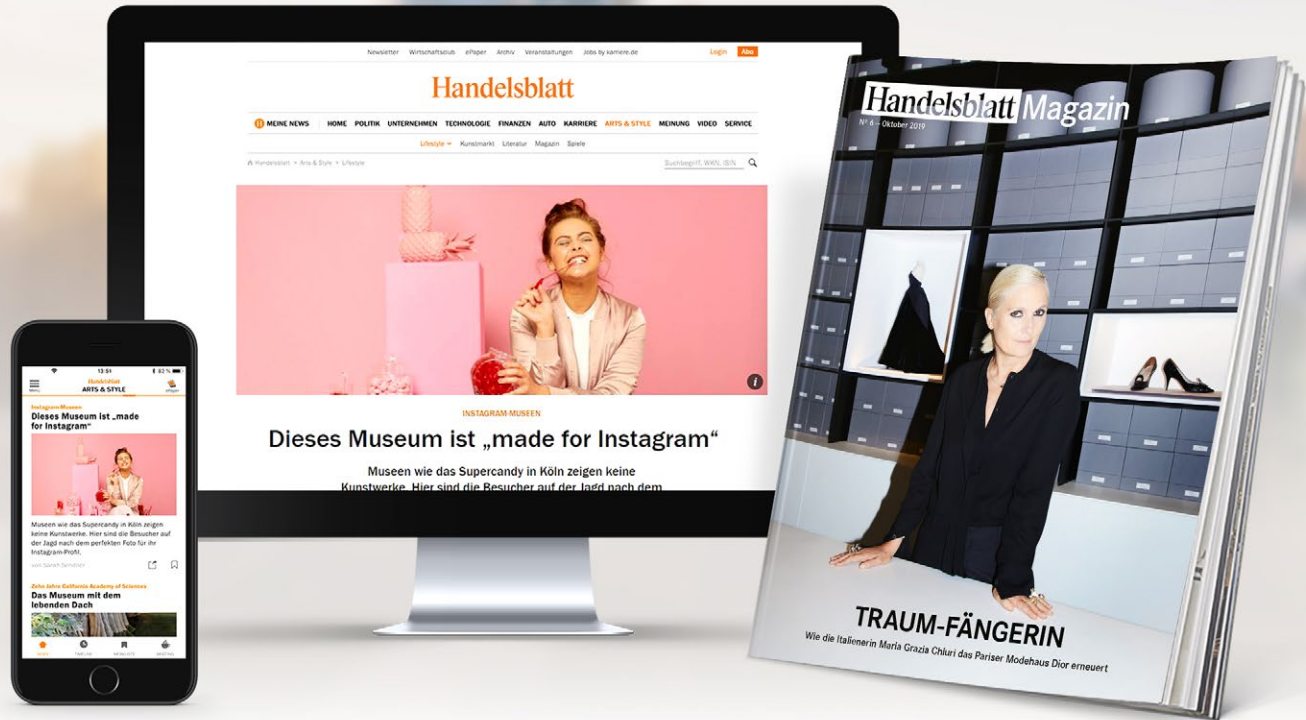 Newsletter Wirtschaftsclub ePaper Archiv Veranstaltungen Jobs by karriere.de Login Abo
Handelsblatt
MEINE NEWS HOME POLITIK UNTERNEHMEN TECHNOLOGIE FINANZEN AUTO KARRIERE ARTS & STYLE MEINUNG VIDEO SERVICE
Lifestyle Kunstmarkt Literatur Magazin Spiele
Handelsblatt > Arts & Style > Lifestyle Suchbegriff, WKN, ISIN
INSTAGRAM-MUSEEN
Dieses Museum ist „made for Instagram“
Museen wie das Supercandy in Köln zeigen keine
Kunstwerke. Hier sind die Besucher auf der Jagd nach dem
13:51
Handelsblatt
ARTS & STYLE
Instagram-Museen
Dieses Museum ist „made
for Instagram“
Museen wie das Supercandy in Köln zeigen
keine Kunstwerke. Hier sind die Besucher auf
der Jagd nach dem perfekten Foto für ihr
Instagram-Profil.
Zehn Jahre California Academy of Sciences
Das Museum mit dem
lebenden Dach
Handelsblatt Magazin
Nº 6 – Oktober 2019
TRAUM-FÄNGERIN
Wie die Italienerin Maria Grazia Chiuri das Pariser Modehaus Dior erneuert